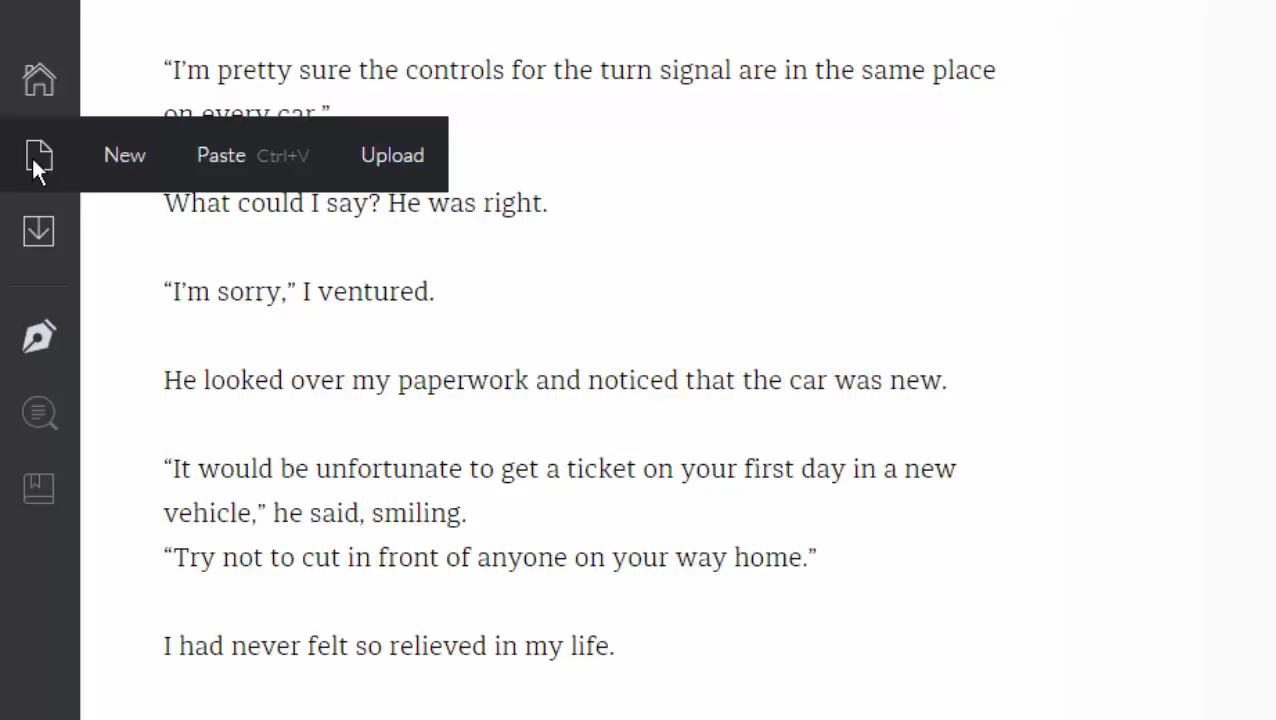 “I’m pretty sure the controls for the turn signal are in the same place
on every car.”
New Paste Ctrl+V Upload
What could I say? He was right.
“I’m sorry,” I ventured.
He looked over my paperwork and noticed that the car was new.
“It would be unfortunate to get a ticket on your first day in a new
vehicle,” he said, smiling.
“Try not to cut in front of anyone on your way home.”
I had never felt so relieved in my life.